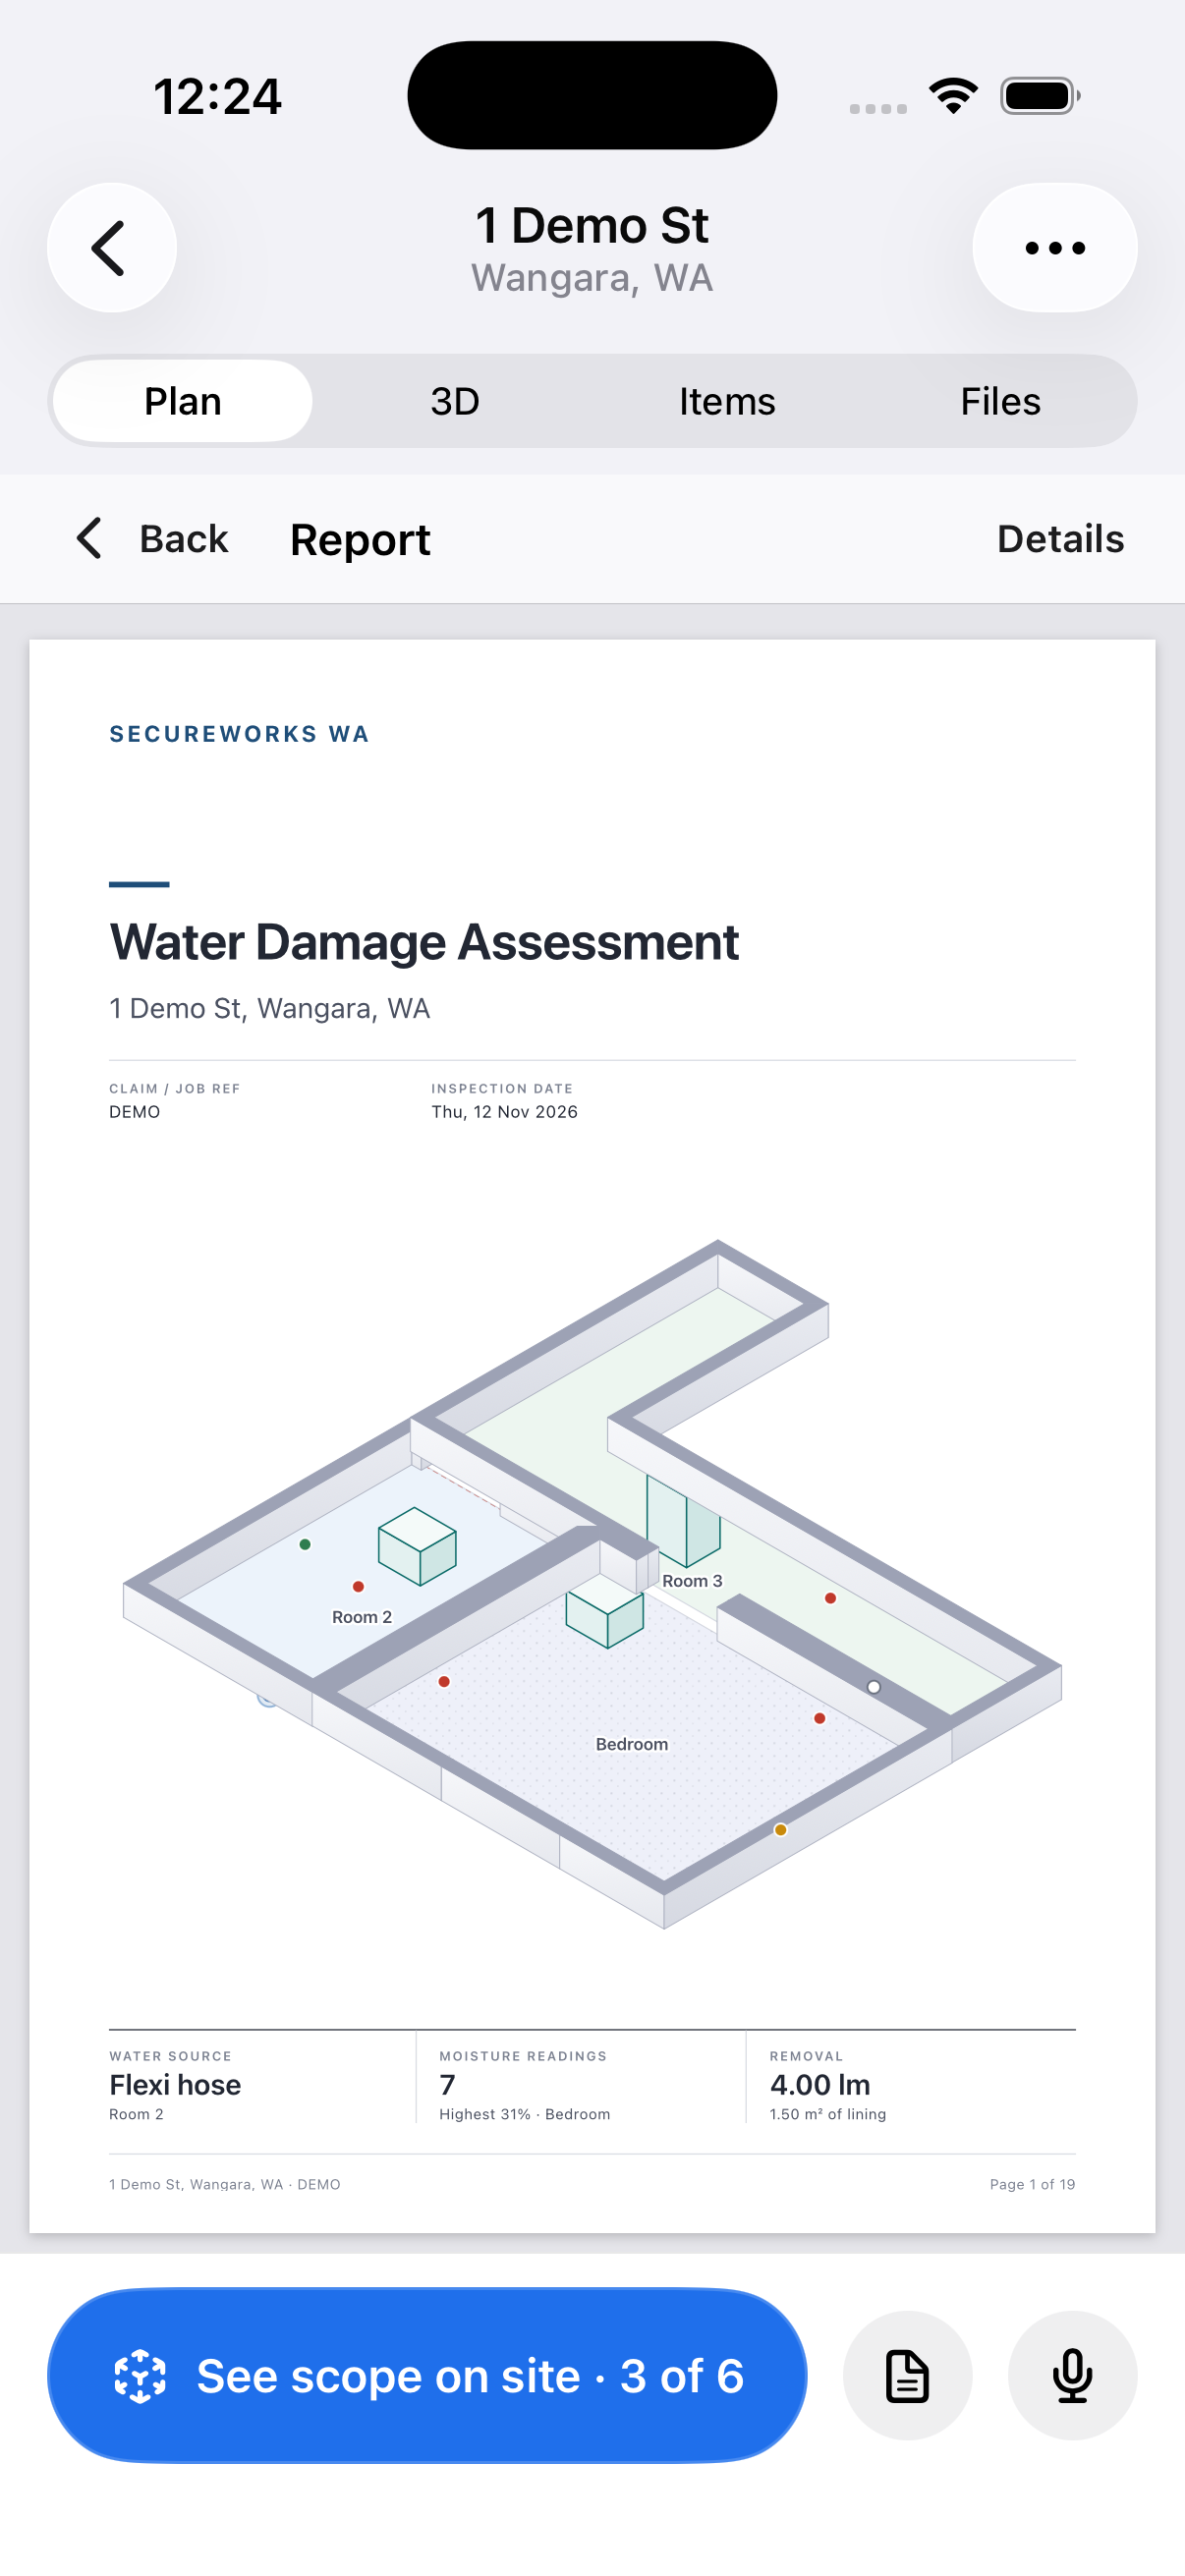 12:24
1 Demo St
Wangara, WA
Plan 3D Items Files
Back Report Details
SECUREWORKS WA
Water Damage Assessment
1 Demo St, Wangara, WA
CLAIM / JOB REF INSPECTION DATE
DEMO Thu, 12 Nov 2026
Room 3
Room 2
Bedroom
WATER SOURCE MOISTURE READINGS REMOVAL
Flexi hose 7 4.00 lm
Room 2 Highest 31% · Bedroom 1.50 m² of lining
1 Demo St, Wangara, WA · DEMO Page 1 of 19
See scope on site · 3 of 6